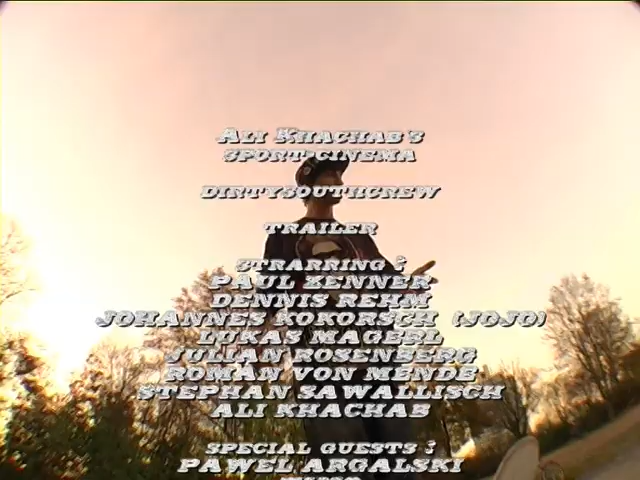 ALI KHACHAB'S
SPORT-CINEMA
DIRTYSOUTHCREW
TRAILER
STRARRING :
PAUL ZENNER
DENNIS REHM
JOHANNES KOKORSCH (JOJO)
LUKAS MAGERL
JULIAN ROSENBERG
ROMAN VON MENDE
STEPHAN SAWALLISCH
ALI KHACHAB
SPECIAL GUESTS :
PAWEL ARGALSKI